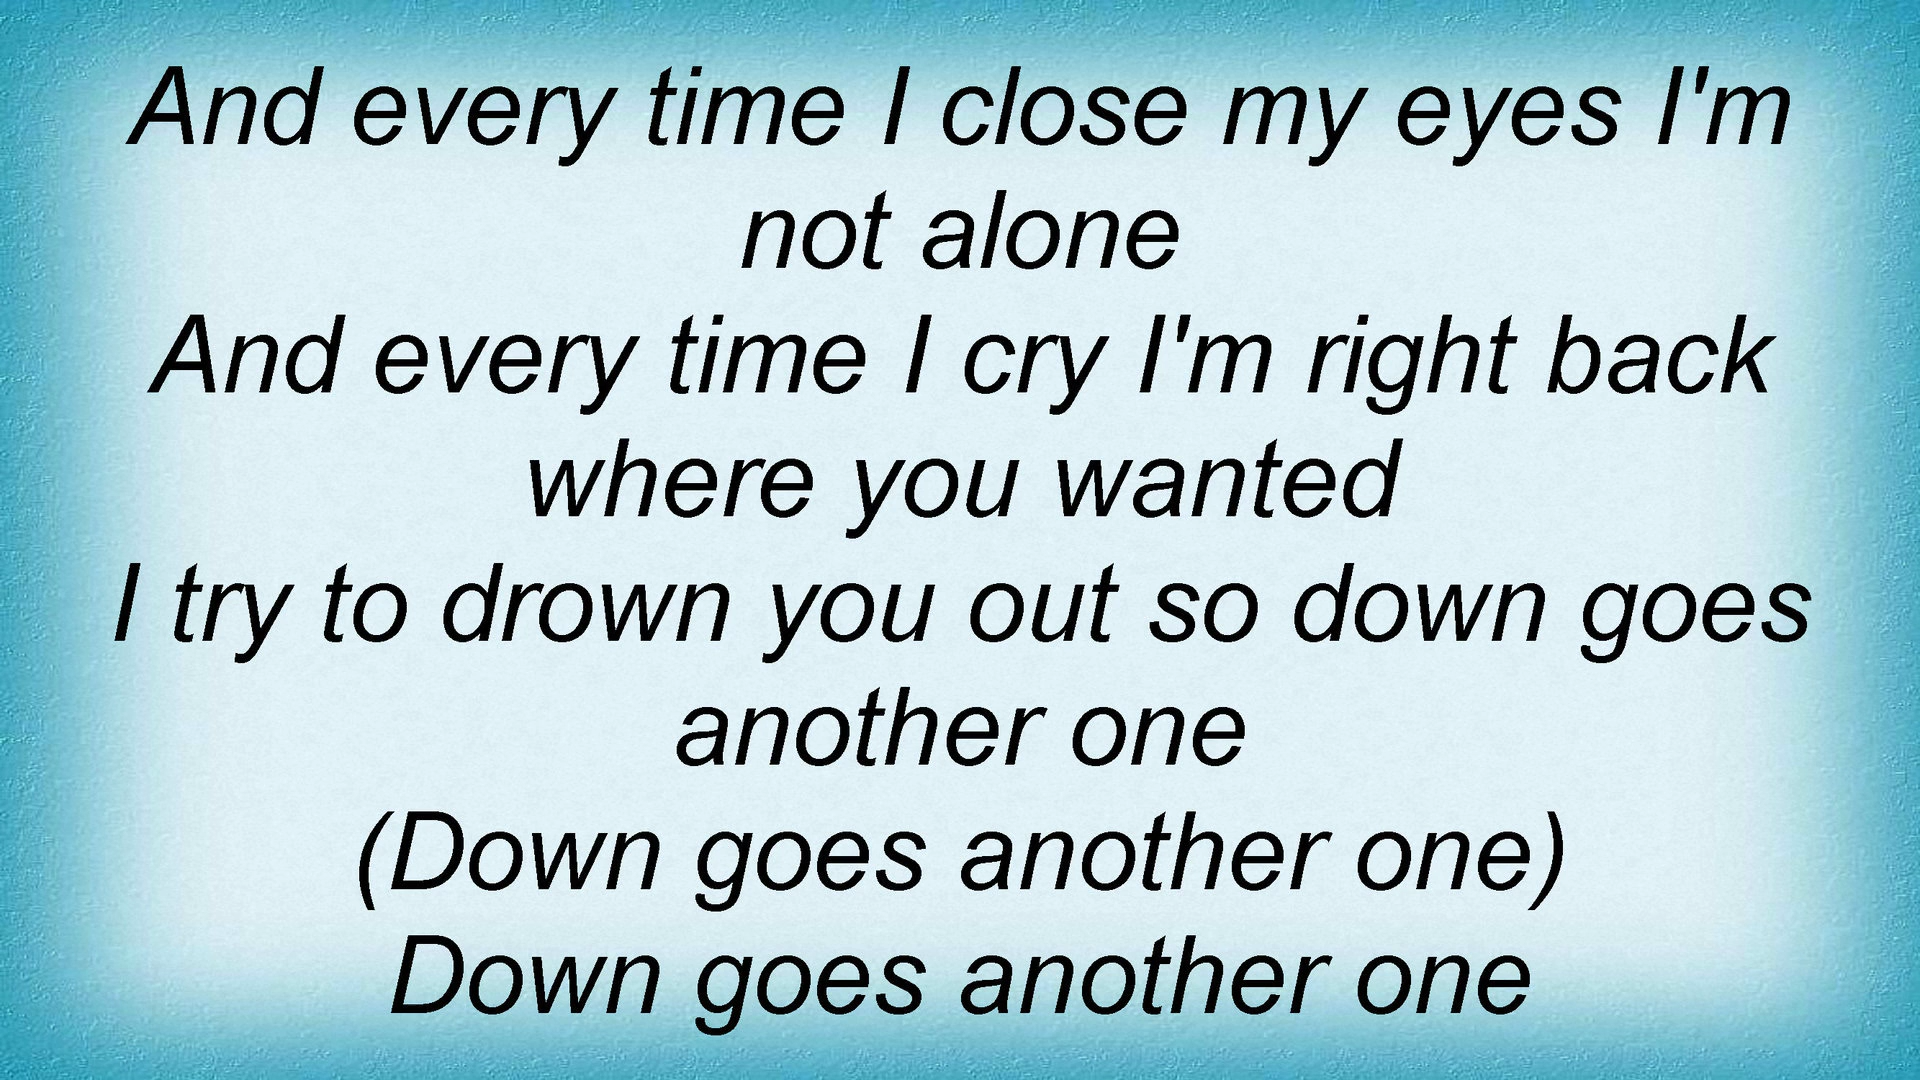 And every time I close my eyes I'm
not alone
And every time I cry I'm right back
where you wanted
I try to drown you out so down goes
another one
(Down goes another one)
Down goes another one